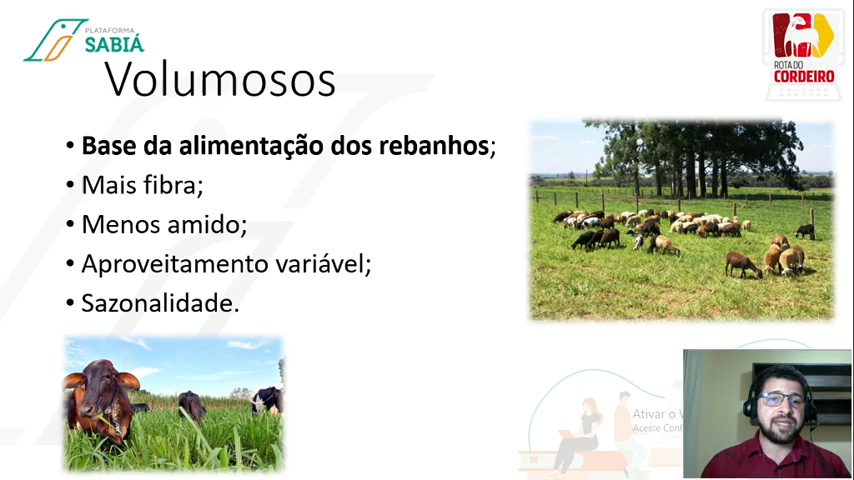 PLATAFORMA
SABIÁ
ROTA DO
CORDEIRO
Volumosos
• Base da alimentação dos rebanhos;
• Mais fibra;
• Menos amido;
• Aproveitamento variável;
• Sazonalidade.
Ativar o
Acesse Conf